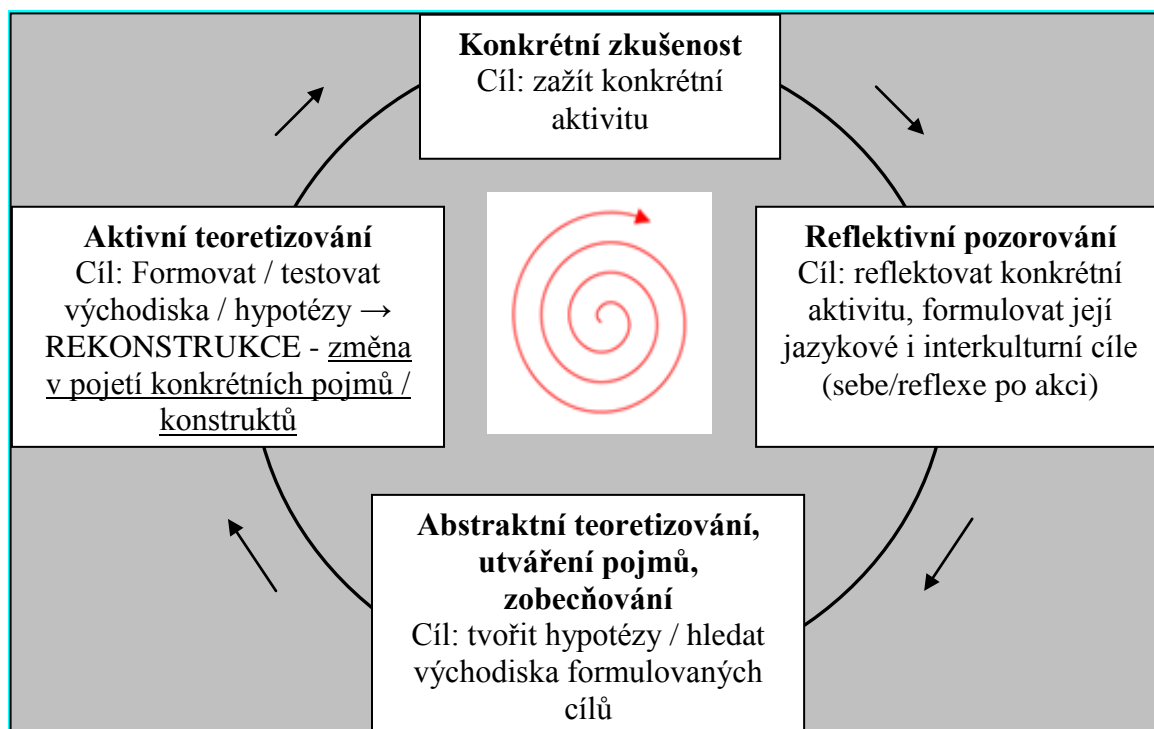 Konkrétní zkušenost
Cíl: zažít konkrétní
aktivitu
Aktivní teoretizování
Cíl: Formovat / testovat
východiska / hypotézy →
REKONSTRUKCE - změna
v pojetí konkrétních pojmů /
konstruktů
Reflektivní pozorování
Cíl: reflektovat konkrétní
aktivitu, formulovat její
jazykové i interkulturní cíle
(sebe/reflexe po akci)
Abstraktní teoretizování,
utváření pojmů,
zobecňování
Cíl: tvořit hypotézy / hledat
východiska formulovaných
cílů